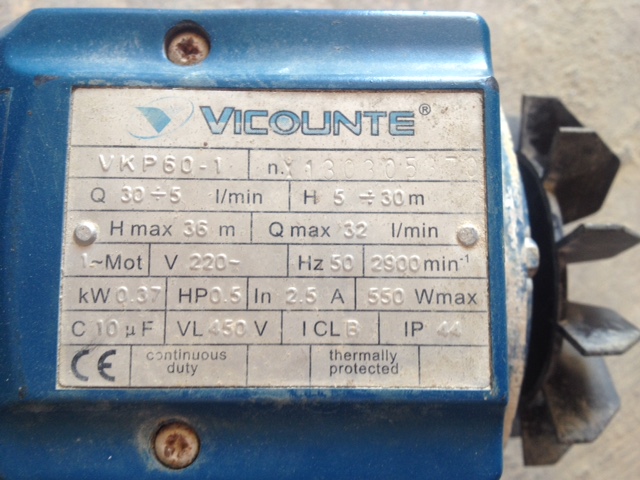 VICOUNTE®
VKP60-1 n.
Q 30÷5 l/min H 5÷30m
H max 36 m Q max 32 l/min
1~Mot V 220~ Hz 50 2900 min⁻¹
kW 0.37 HP 0.5 In 2.5 A 550 Wmax
C 10 µF VL 450 V I CL B IP 44
CE continuous duty thermally protected